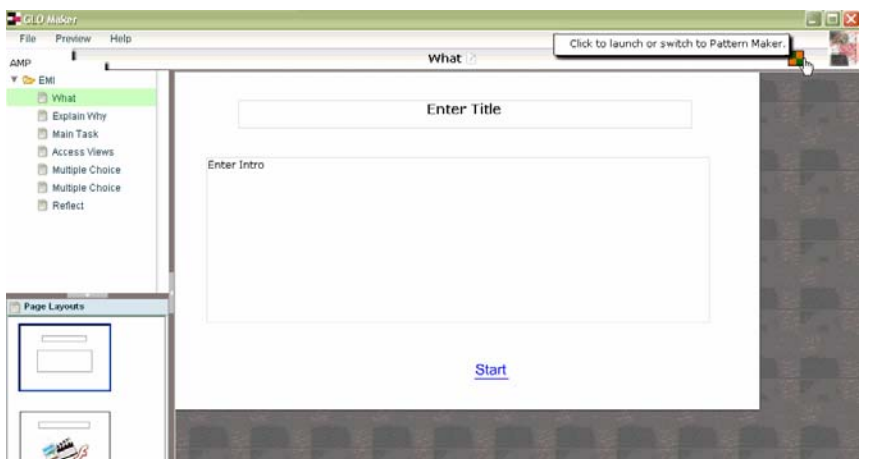 GLO Maker
File Preview Help
Click to launch or switch to Pattern Maker.
AMP
What
EMI
What
Explain Why
Main Task
Access Views
Multiple Choice
Multiple Choice
Reflect
Enter Title
Enter Intro
Start
Page Layouts